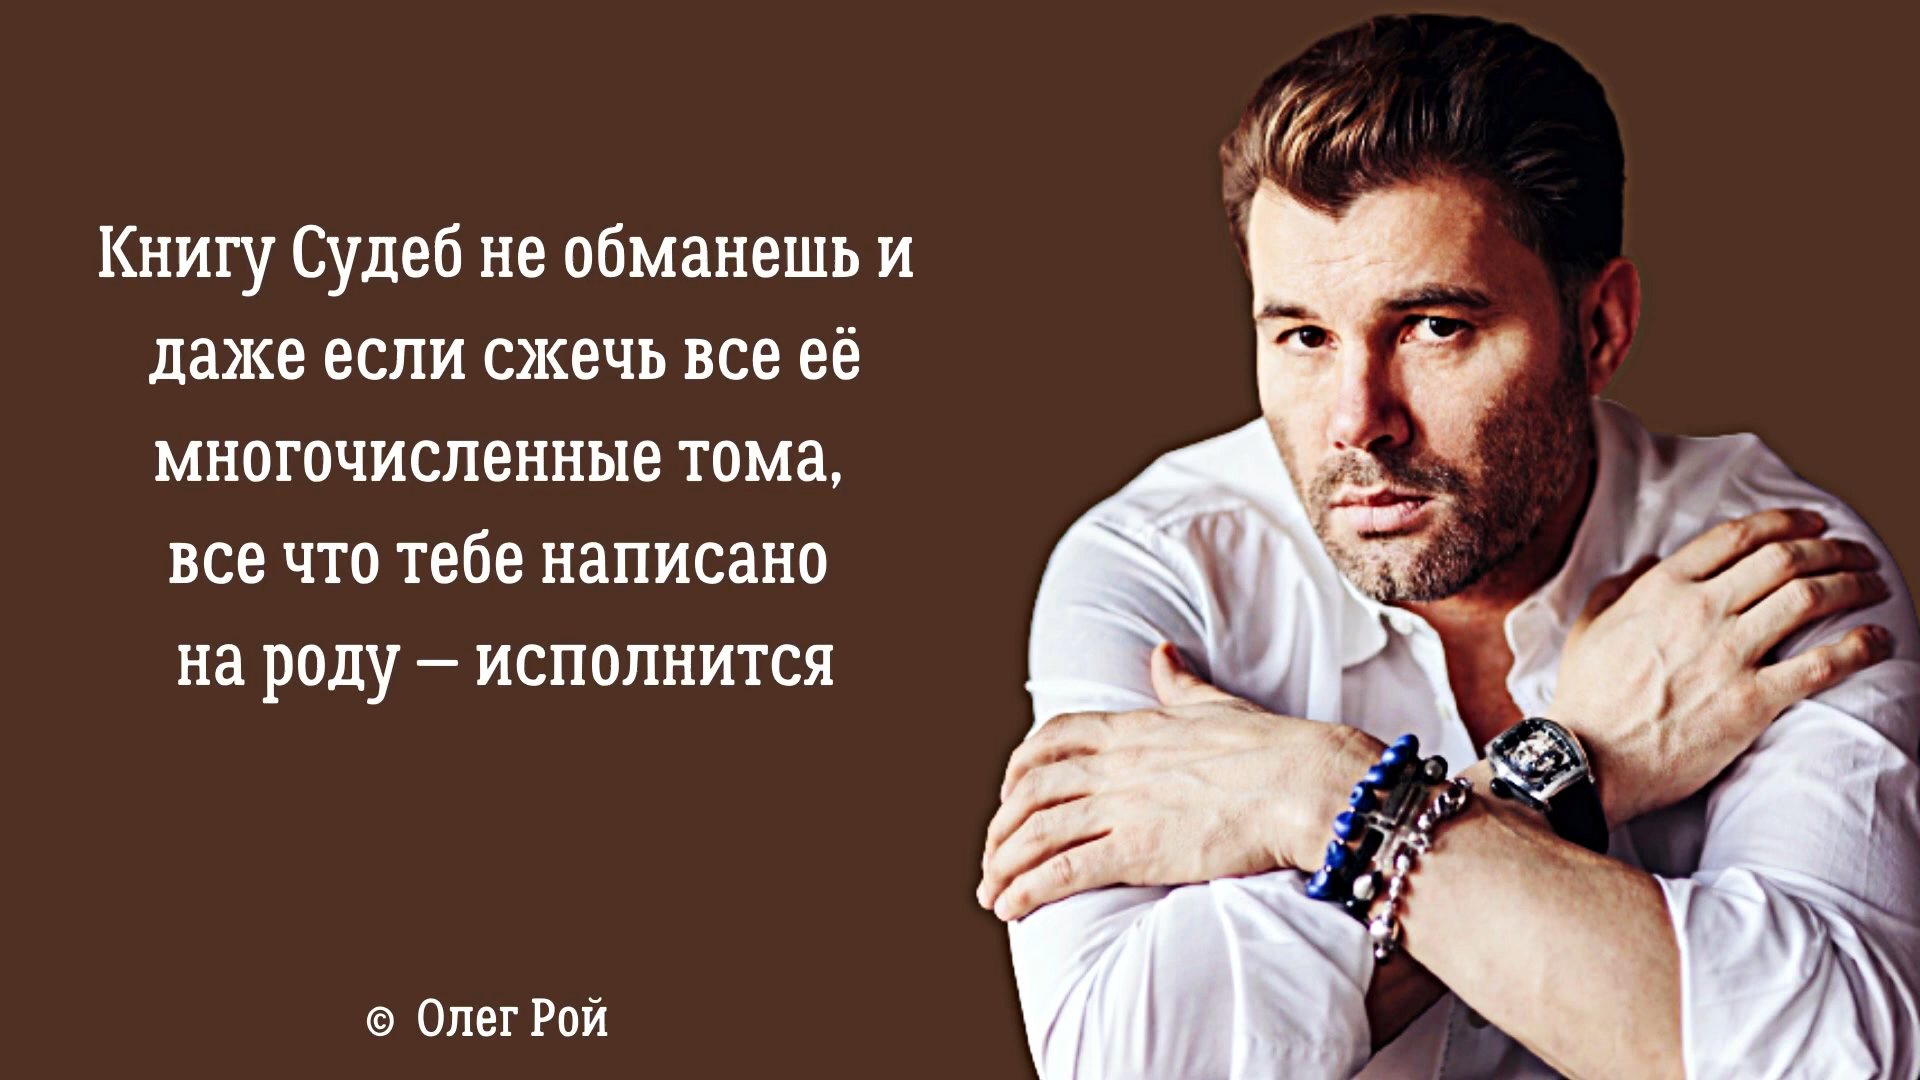 Книгу Судеб не обманешь и
даже если сжечь все её
многочисленные тома,
все что тебе написано
на роду – исполнится
© Олег Рой